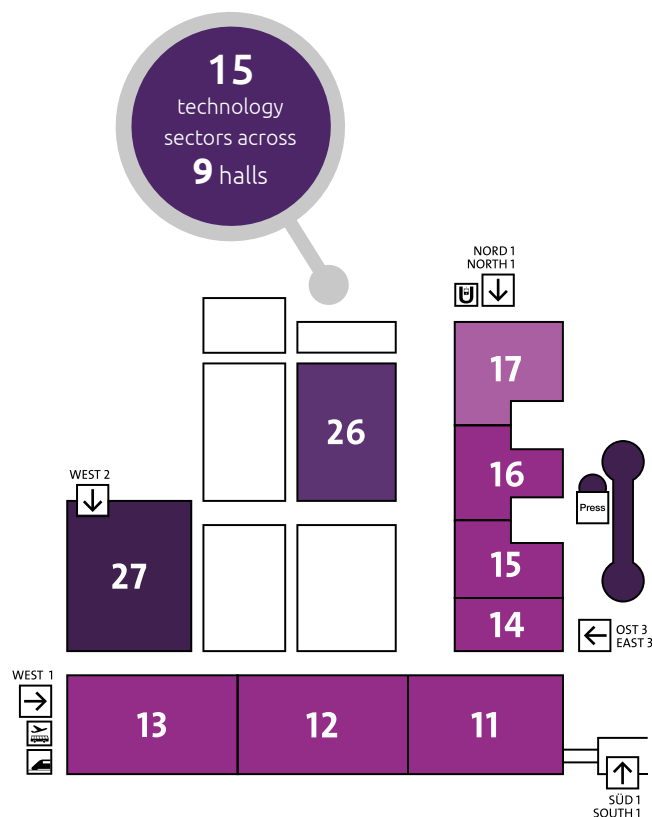 15
technology
sectors across
9 halls
NORD 1
NORTH 1
17
26
16
WEST 2
Press
15
27
14
OST 3
EAST 3
WEST 1
13
12
11
SÜD 1
SOUTH 1